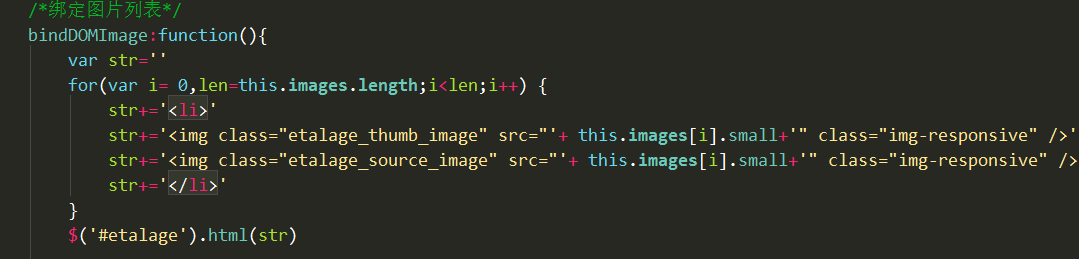 /*绑定图片列表*/
bindDOMImage:function(){
var str=''
for(var i= 0,len=this.images.length;i<len;i++) {
str+='<li>'
str+='<img class="etalage_thumb_image" src="'+ this.images[i].small+'" class="img-responsive" />'
str+='<img class="etalage_source_image" src="'+ this.images[i].small+'" class="img-responsive" />
str+='</li>'
}
$('#etalage').html(str)